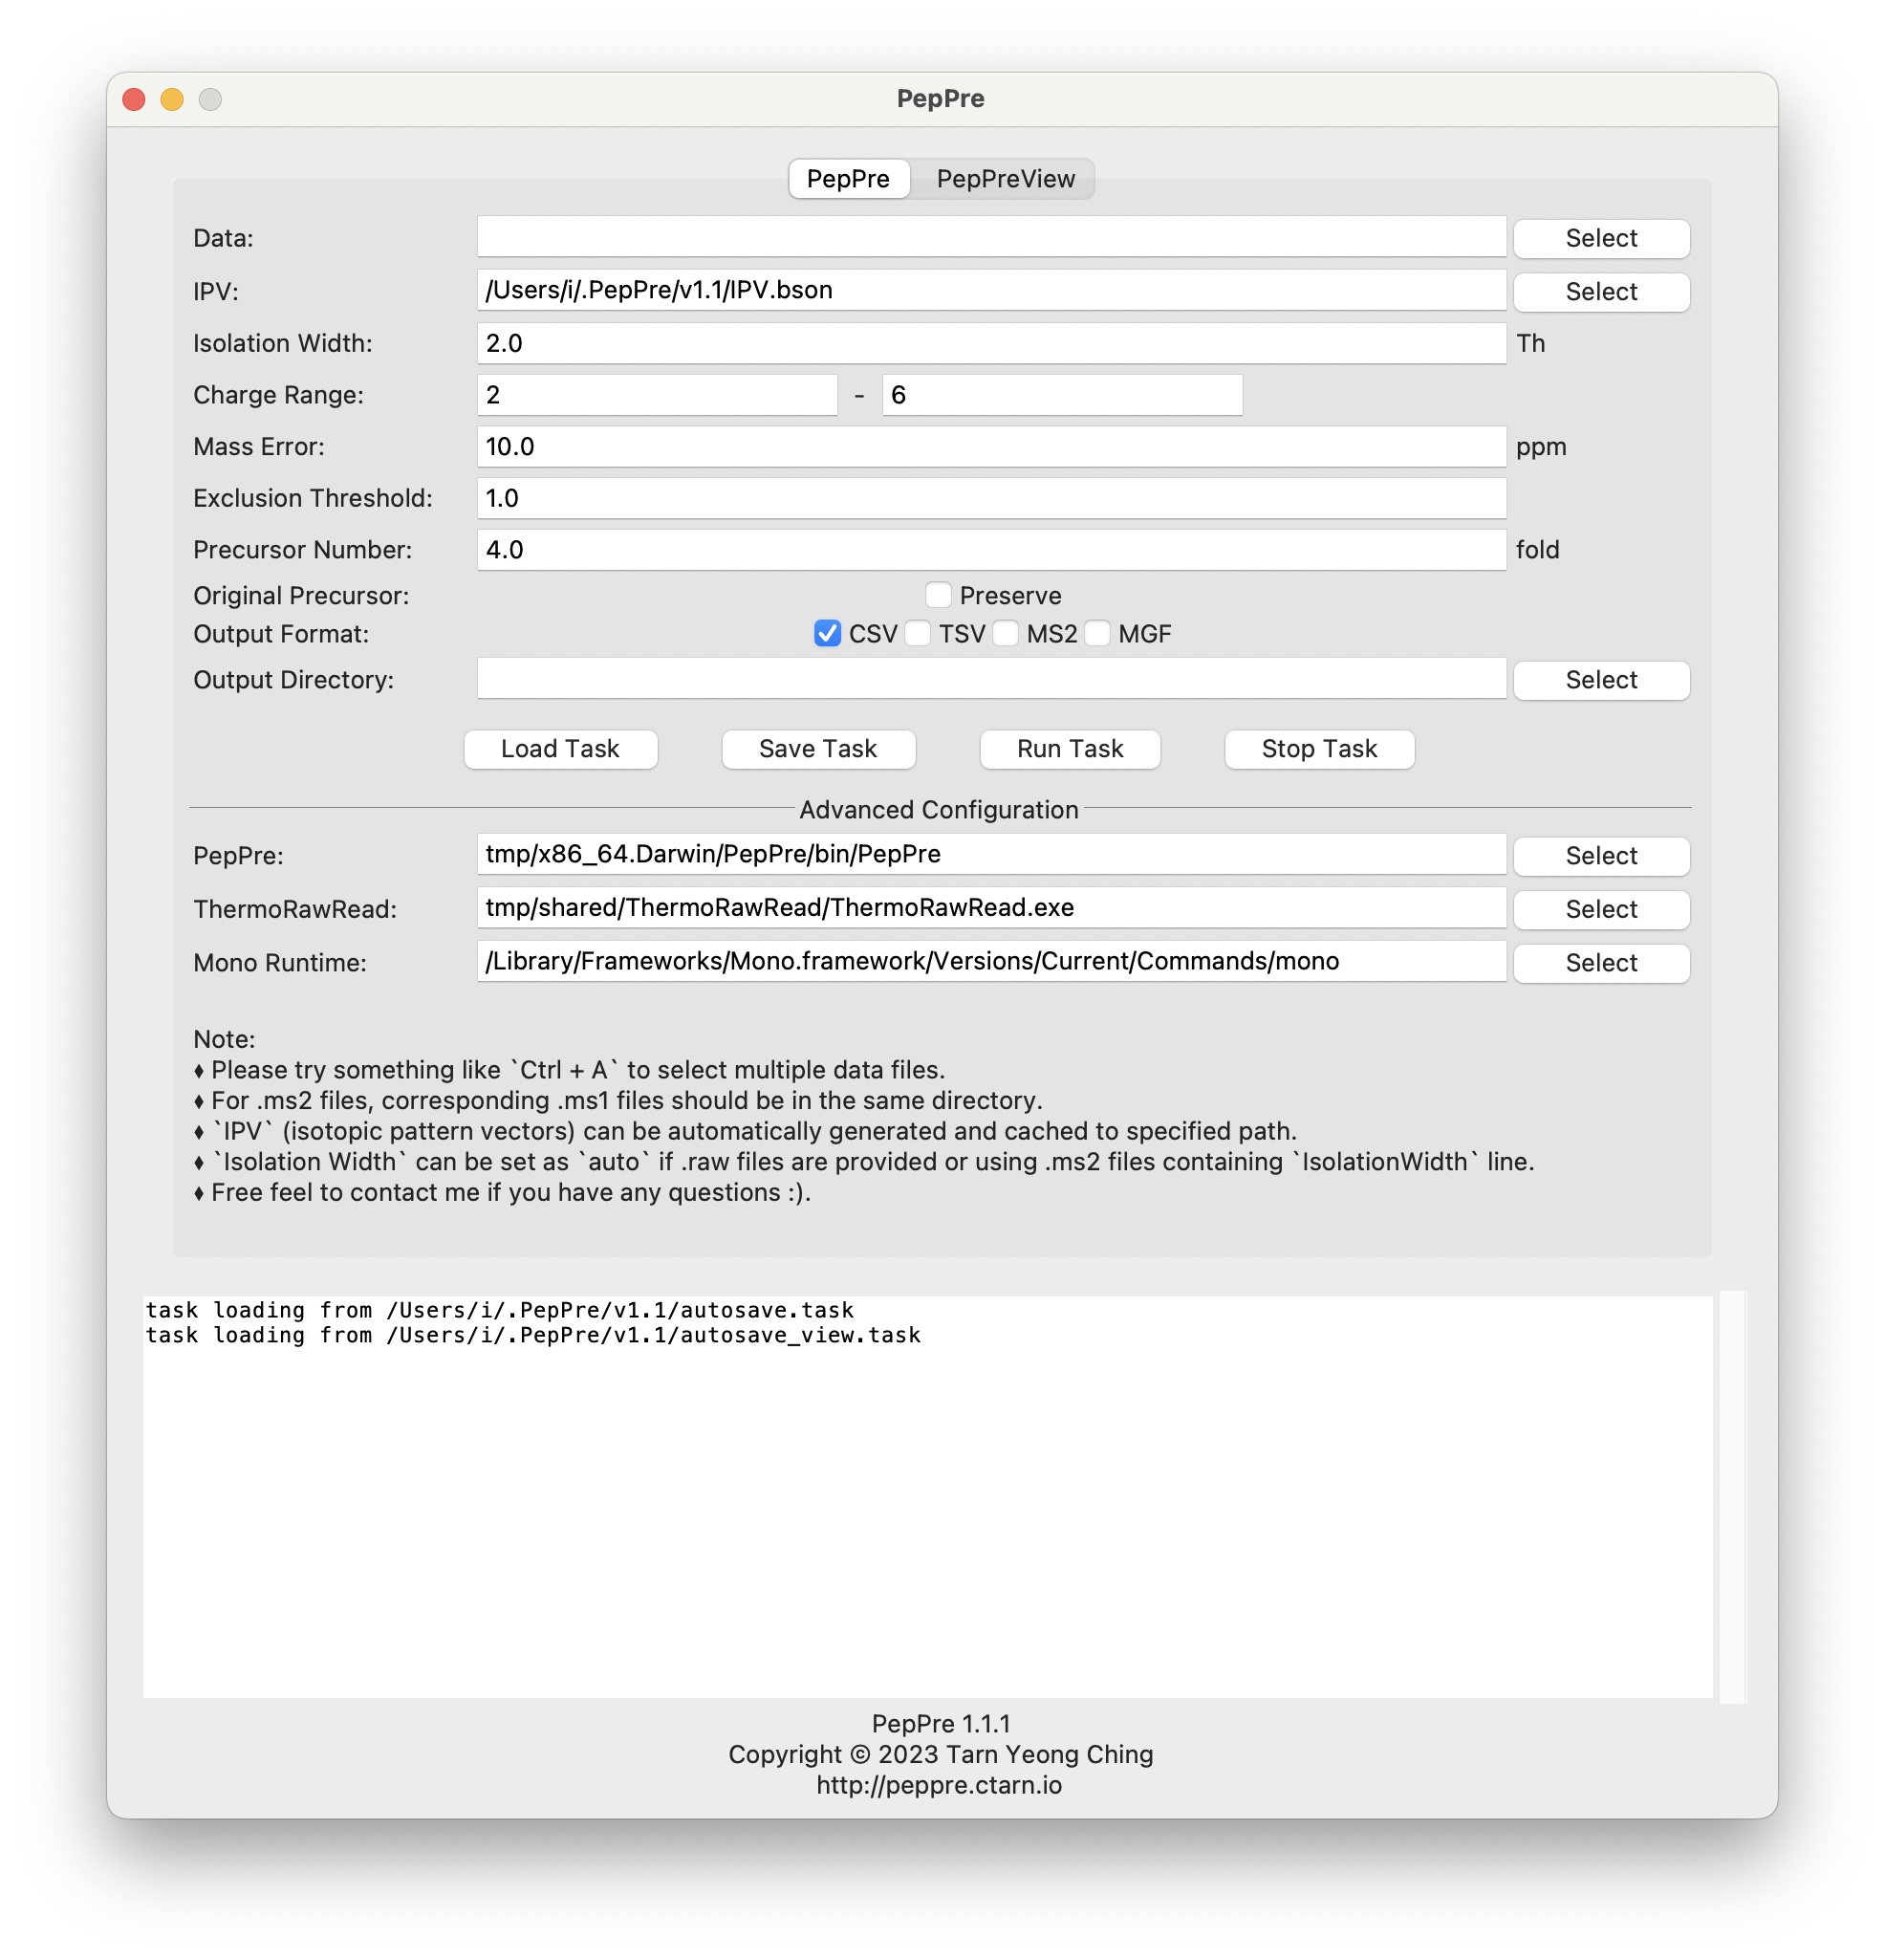 PepPre
PepPre PepPreView
Data: Select
IPV: /Users/i/.PepPre/v1.1/IPV.bson Select
Isolation Width: 2.0 Th
Charge Range: 2 - 6
Mass Error: 10.0 ppm
Exclusion Threshold: 1.0
Precursor Number: 4.0 fold
Original Precursor: Preserve
Output Format: CSV TSV MS2 MGF
Output Directory: Select
Load Task Save Task Run Task Stop Task
Advanced Configuration
PepPre: tmp/x86_64.Darwin/PepPre/bin/PepPre Select
ThermoRawRead: tmp/shared/ThermoRawRead/ThermoRawRead.exe Select
Mono Runtime: /Library/Frameworks/Mono.framework/Versions/Current/Commands/mono Select
Note:
♦ Please try something like `Ctrl + A` to select multiple data files.
♦ For .ms2 files, corresponding .ms1 files should be in the same directory.
♦ `IPV` (isotopic pattern vectors) can be automatically generated and cached to specified path.
♦ `Isolation Width` can be set as `auto` if .raw files are provided or using .ms2 files containing `IsolationWidth` line.
♦ Free feel to contact me if you have any questions :).
task loading from /Users/i/.PepPre/v1.1/autosave.task
task loading from /Users/i/.PepPre/v1.1/autosave_view.task
PepPre 1.1.1
Copyright © 2023 Tarn Yeong Ching
http://peppre.ctarn.io